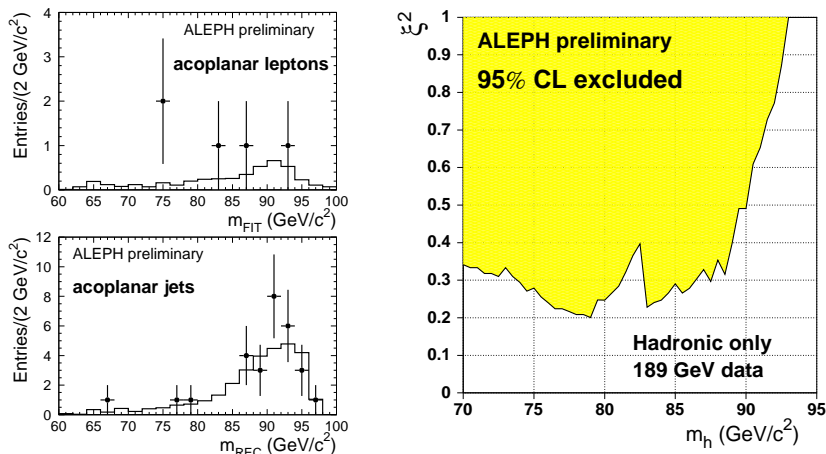 Entries/(2 GeV/c²)
4
3
2
1
0
ALEPH preliminary
acoplanar leptons
60 65 70 75 80 85 90 95 100
m_FIT (GeV/c²)
Entries/(2 GeV/c²)
12
10
8
6
4
2
0
ALEPH preliminary
acoplanar jets
60 65 70 75 80 85 90 95 100
m_REC (GeV/c²)
ξ²
1
0.9
0.8
0.7
0.6
0.5
0.4
0.3
0.2
0.1
0
ALEPH preliminary
95% CL excluded
Hadronic only
189 GeV data
70 75 80 85 90 95
m_h (GeV/c²)